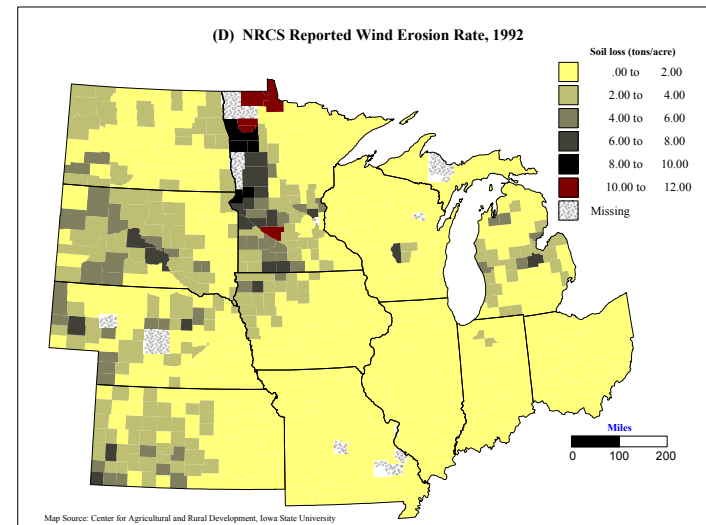 (D) NRCS Reported Wind Erosion Rate, 1992
Soil loss (tons/acre)
.00 to 2.00
2.00 to 4.00
4.00 to 6.00
6.00 to 8.00
8.00 to 10.00
10.00 to 12.00
Missing
Miles
0 100 200
Map Source: Center for Agricultural and Rural Development, Iowa State University